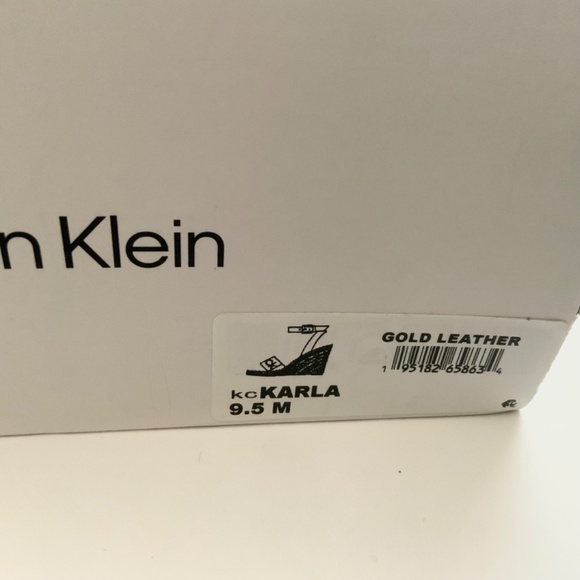 n Klein
GOLD LEATHER
1 95182 65863 4
kcKARLA
9.5 M